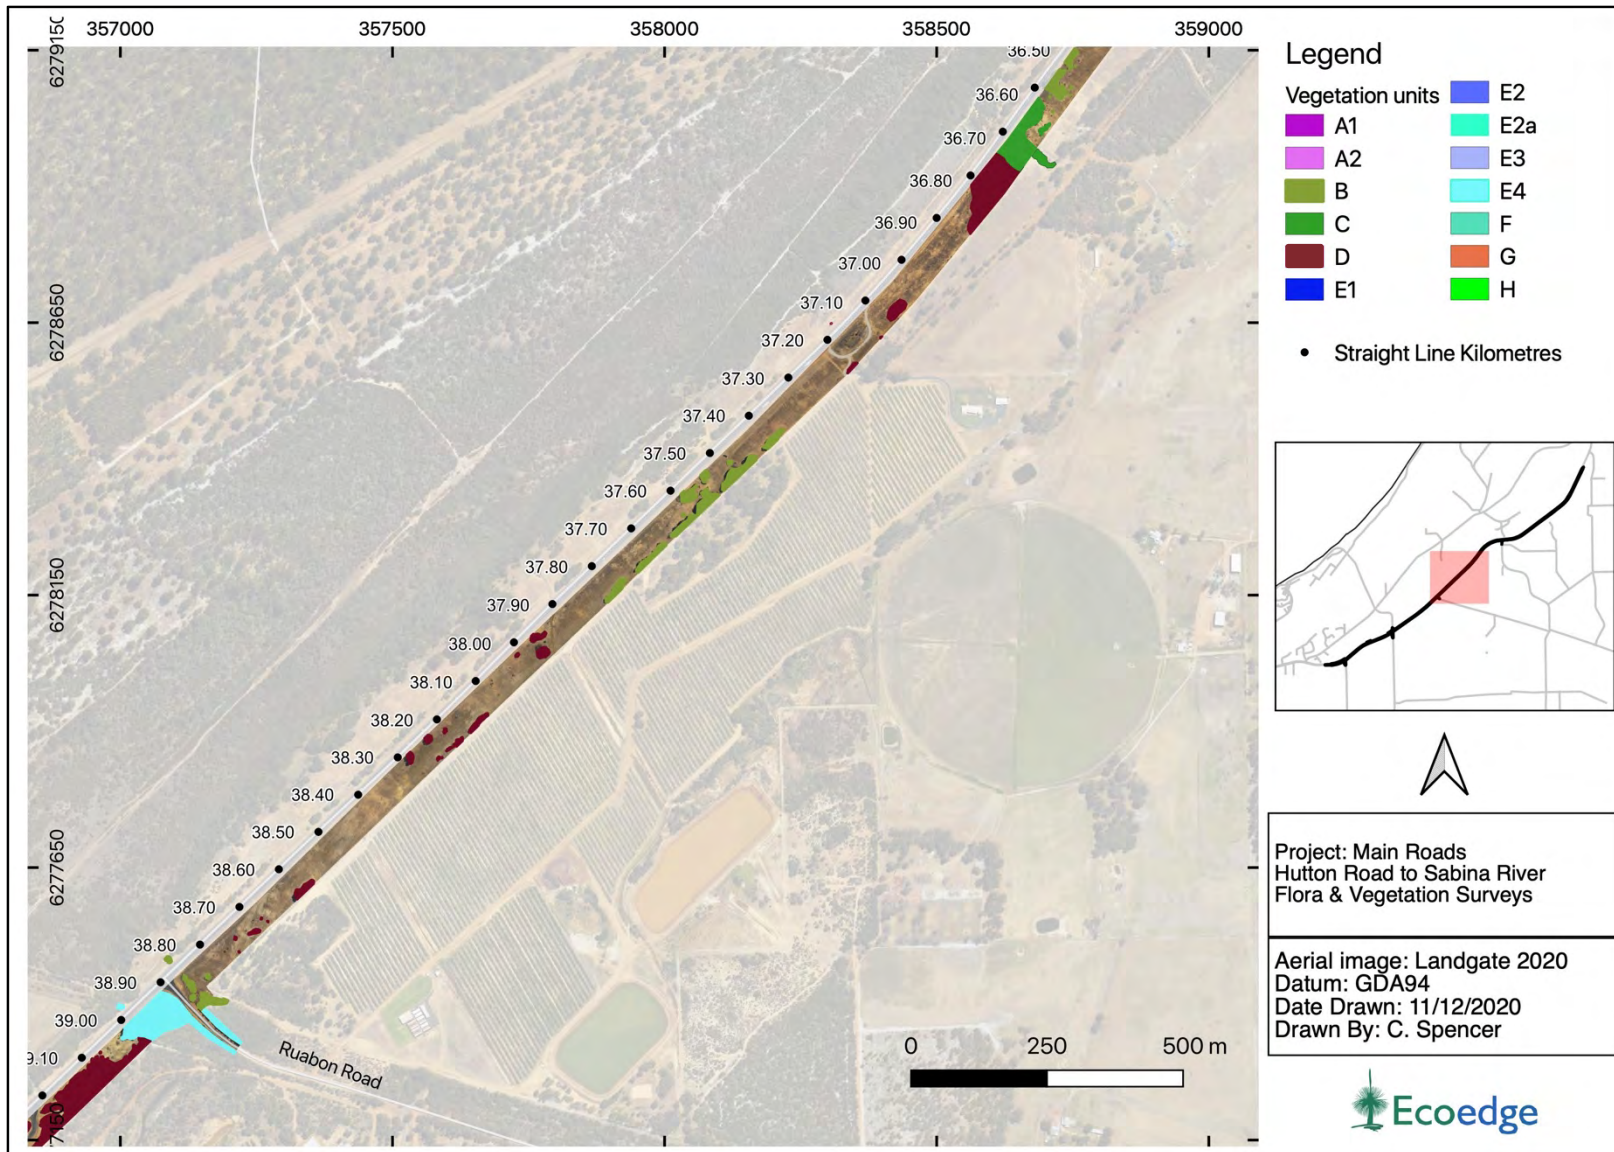 357000 357500 358000 358500 359000
627915
6278650
6278150
6277650
7150
36.50
36.60
36.70
36.80
36.90
37.00
37.10
37.20
37.30
37.40
37.50
37.60
37.70
37.80
37.90
38.00
38.10
38.20
38.30
38.40
38.50
38.60
38.70
38.80
38.90
39.00
9.10
Ruabon Road
0 250 500 m
Legend
Vegetation units
A1
A2
B
C
D
E1
E2
E2a
E3
E4
F
G
H
Straight Line Kilometres
Project: Main Roads
Hutton Road to Sabina River
Flora & Vegetation Surveys
Aerial image: Landgate 2020
Datum: GDA94
Date Drawn: 11/12/2020
Drawn By: C. Spencer
Ecoedge